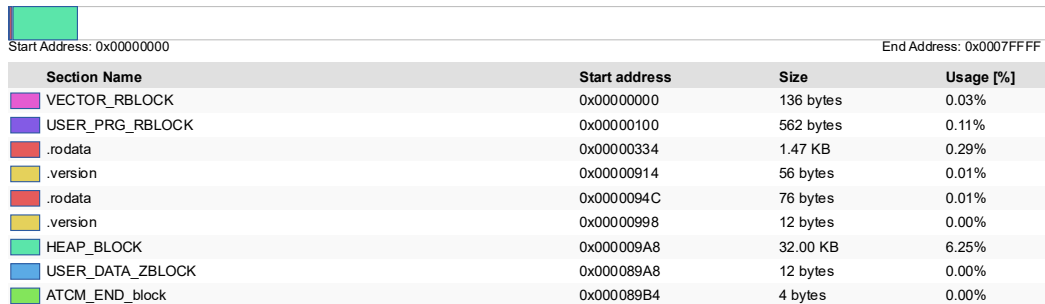 Start Address: 0x00000000 End Address: 0x0007FFFF
Section Name Start address Size Usage [%]
VECTOR_RBLOCK 0x00000000 136 bytes 0.03%
USER_PRG_RBLOCK 0x00000100 562 bytes 0.11%
.rodata 0x00000334 1.47 KB 0.29%
.version 0x00000914 56 bytes 0.01%
.rodata 0x0000094C 76 bytes 0.01%
.version 0x00000998 12 bytes 0.00%
HEAP_BLOCK 0x000009A8 32.00 KB 6.25%
USER_DATA_ZBLOCK 0x000089A8 12 bytes 0.00%
ATCM_END_block 0x000089B4 4 bytes 0.00%